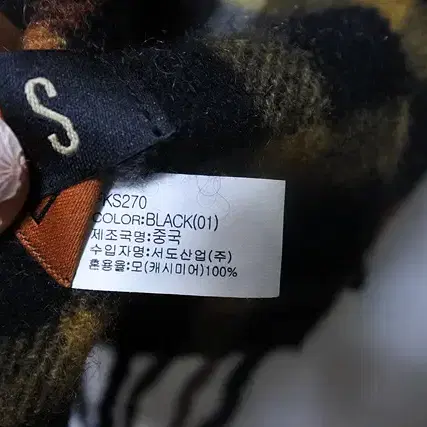 S
KS270
COLOR:BLACK(01)
제조국명:중국
수입자명:서도산업(주)
혼용율:모(캐시미어)100%